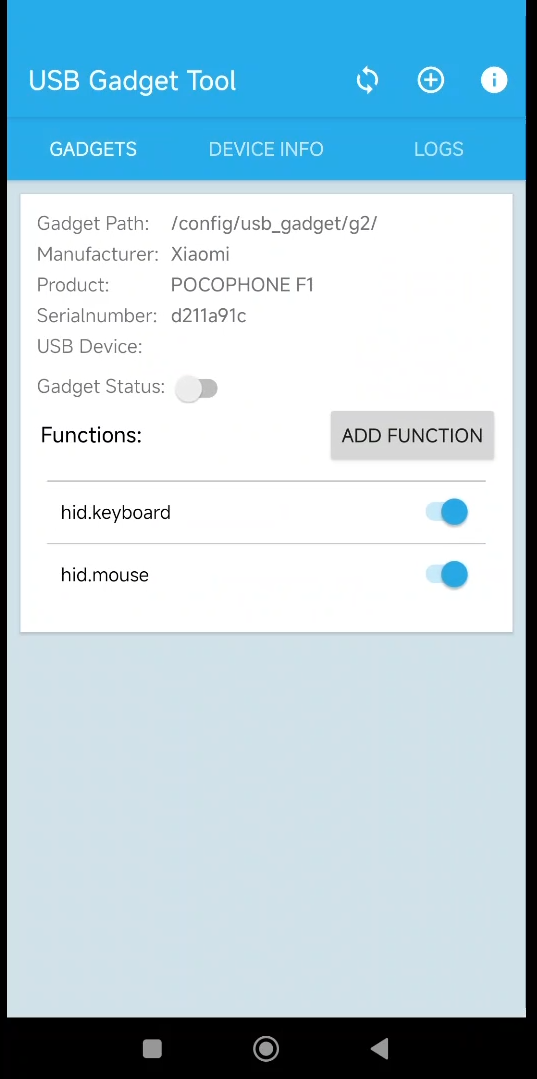 USB Gadget Tool
GADGETS DEVICE INFO LOGS
Gadget Path: /config/usb_gadget/g2/
Manufacturer: Xiaomi
Product: POCOPHONE F1
Serialnumber: d211a91c
USB Device:
Gadget Status:
Functions: ADD FUNCTION
hid.keyboard
hid.mouse